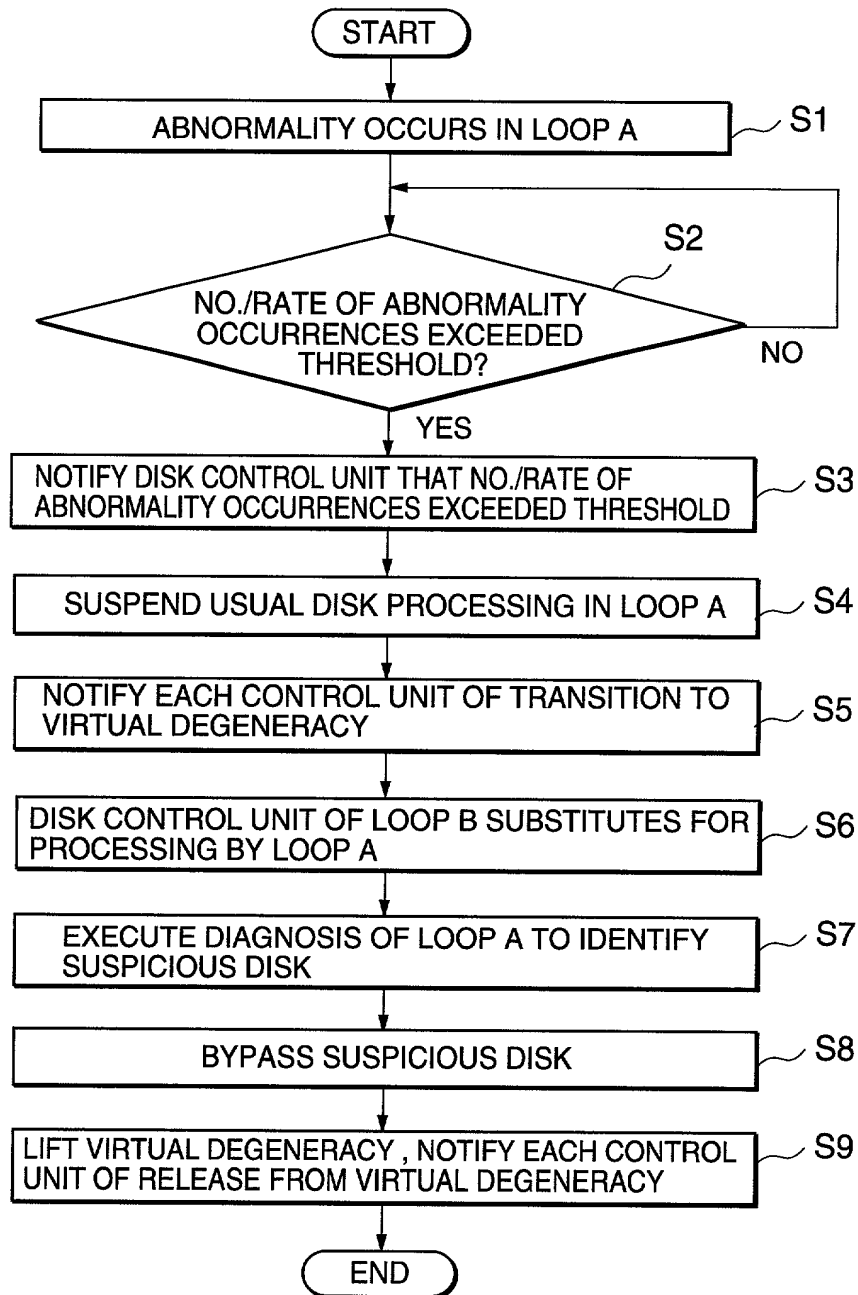 START
ABNORMALITY OCCURS IN LOOP A
S1
S2
NO./RATE OF ABNORMALITY
OCCURRENCES EXCEEDED
THRESHOLD?
NO
YES
NOTIFY DISK CONTROL UNIT THAT NO./RATE OF
ABNORMALITY OCCURRENCES EXCEEDED THRESHOLD
S3
SUSPEND USUAL DISK PROCESSING IN LOOP A
S4
NOTIFY EACH CONTROL UNIT OF TRANSITION TO
VIRTUAL DEGENERACY
S5
DISK CONTROL UNIT OF LOOP B SUBSTITUTES FOR
PROCESSING BY LOOP A
S6
EXECUTE DIAGNOSIS OF LOOP A TO IDENTIFY
SUSPICIOUS DISK
S7
BYPASS SUSPICIOUS DISK
S8
LIFT VIRTUAL DEGENERACY , NOTIFY EACH CONTROL
UNIT OF RELEASE FROM VIRTUAL DEGENERACY
S9
END